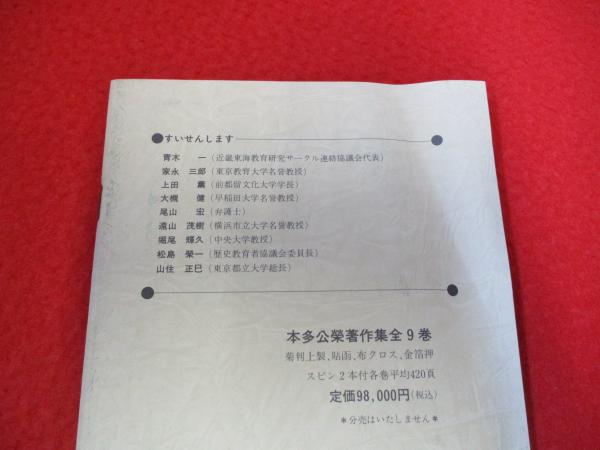 ●すいせんします
青木　一（近畿東海教育研究サークル連絡協議会代表）
家永　三郎（東京教育大学名誉教授）
上田　薫（前都留文化大学学長）
大槻　健（早稲田大学名誉教授）
尾山　宏（弁護士）
遠山　茂樹（横浜市立大学名誉教授）
堀尾　輝久（中央大学教授）
松島　榮一（歴史教育者協議会委員長）
山住　正巳（東京都立大学総長）
本多公榮著作集全9巻
菊判上製、貼函、布クロス、金箔押
スピン2本付各巻平均420頁
定価98,000円（税込）
＊分売はいたしません＊